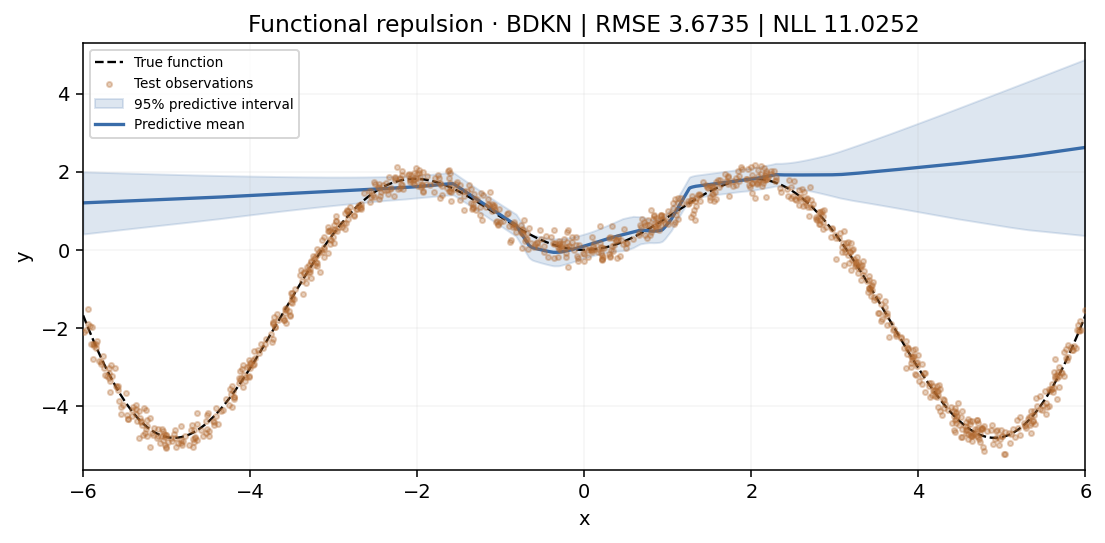 Functional repulsion · BDKN | RMSE 3.6735 | NLL 11.0252
True function
Test observations
95% predictive interval
Predictive mean
y
4
2
0
−2
−4
−6
−4
−2
0
2
4
6
x